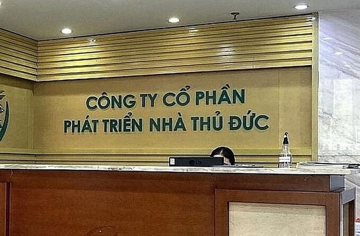 CÔNG TY CỔ PHẦN
PHÁT TRIỂN NHÀ THỦ ĐỨC